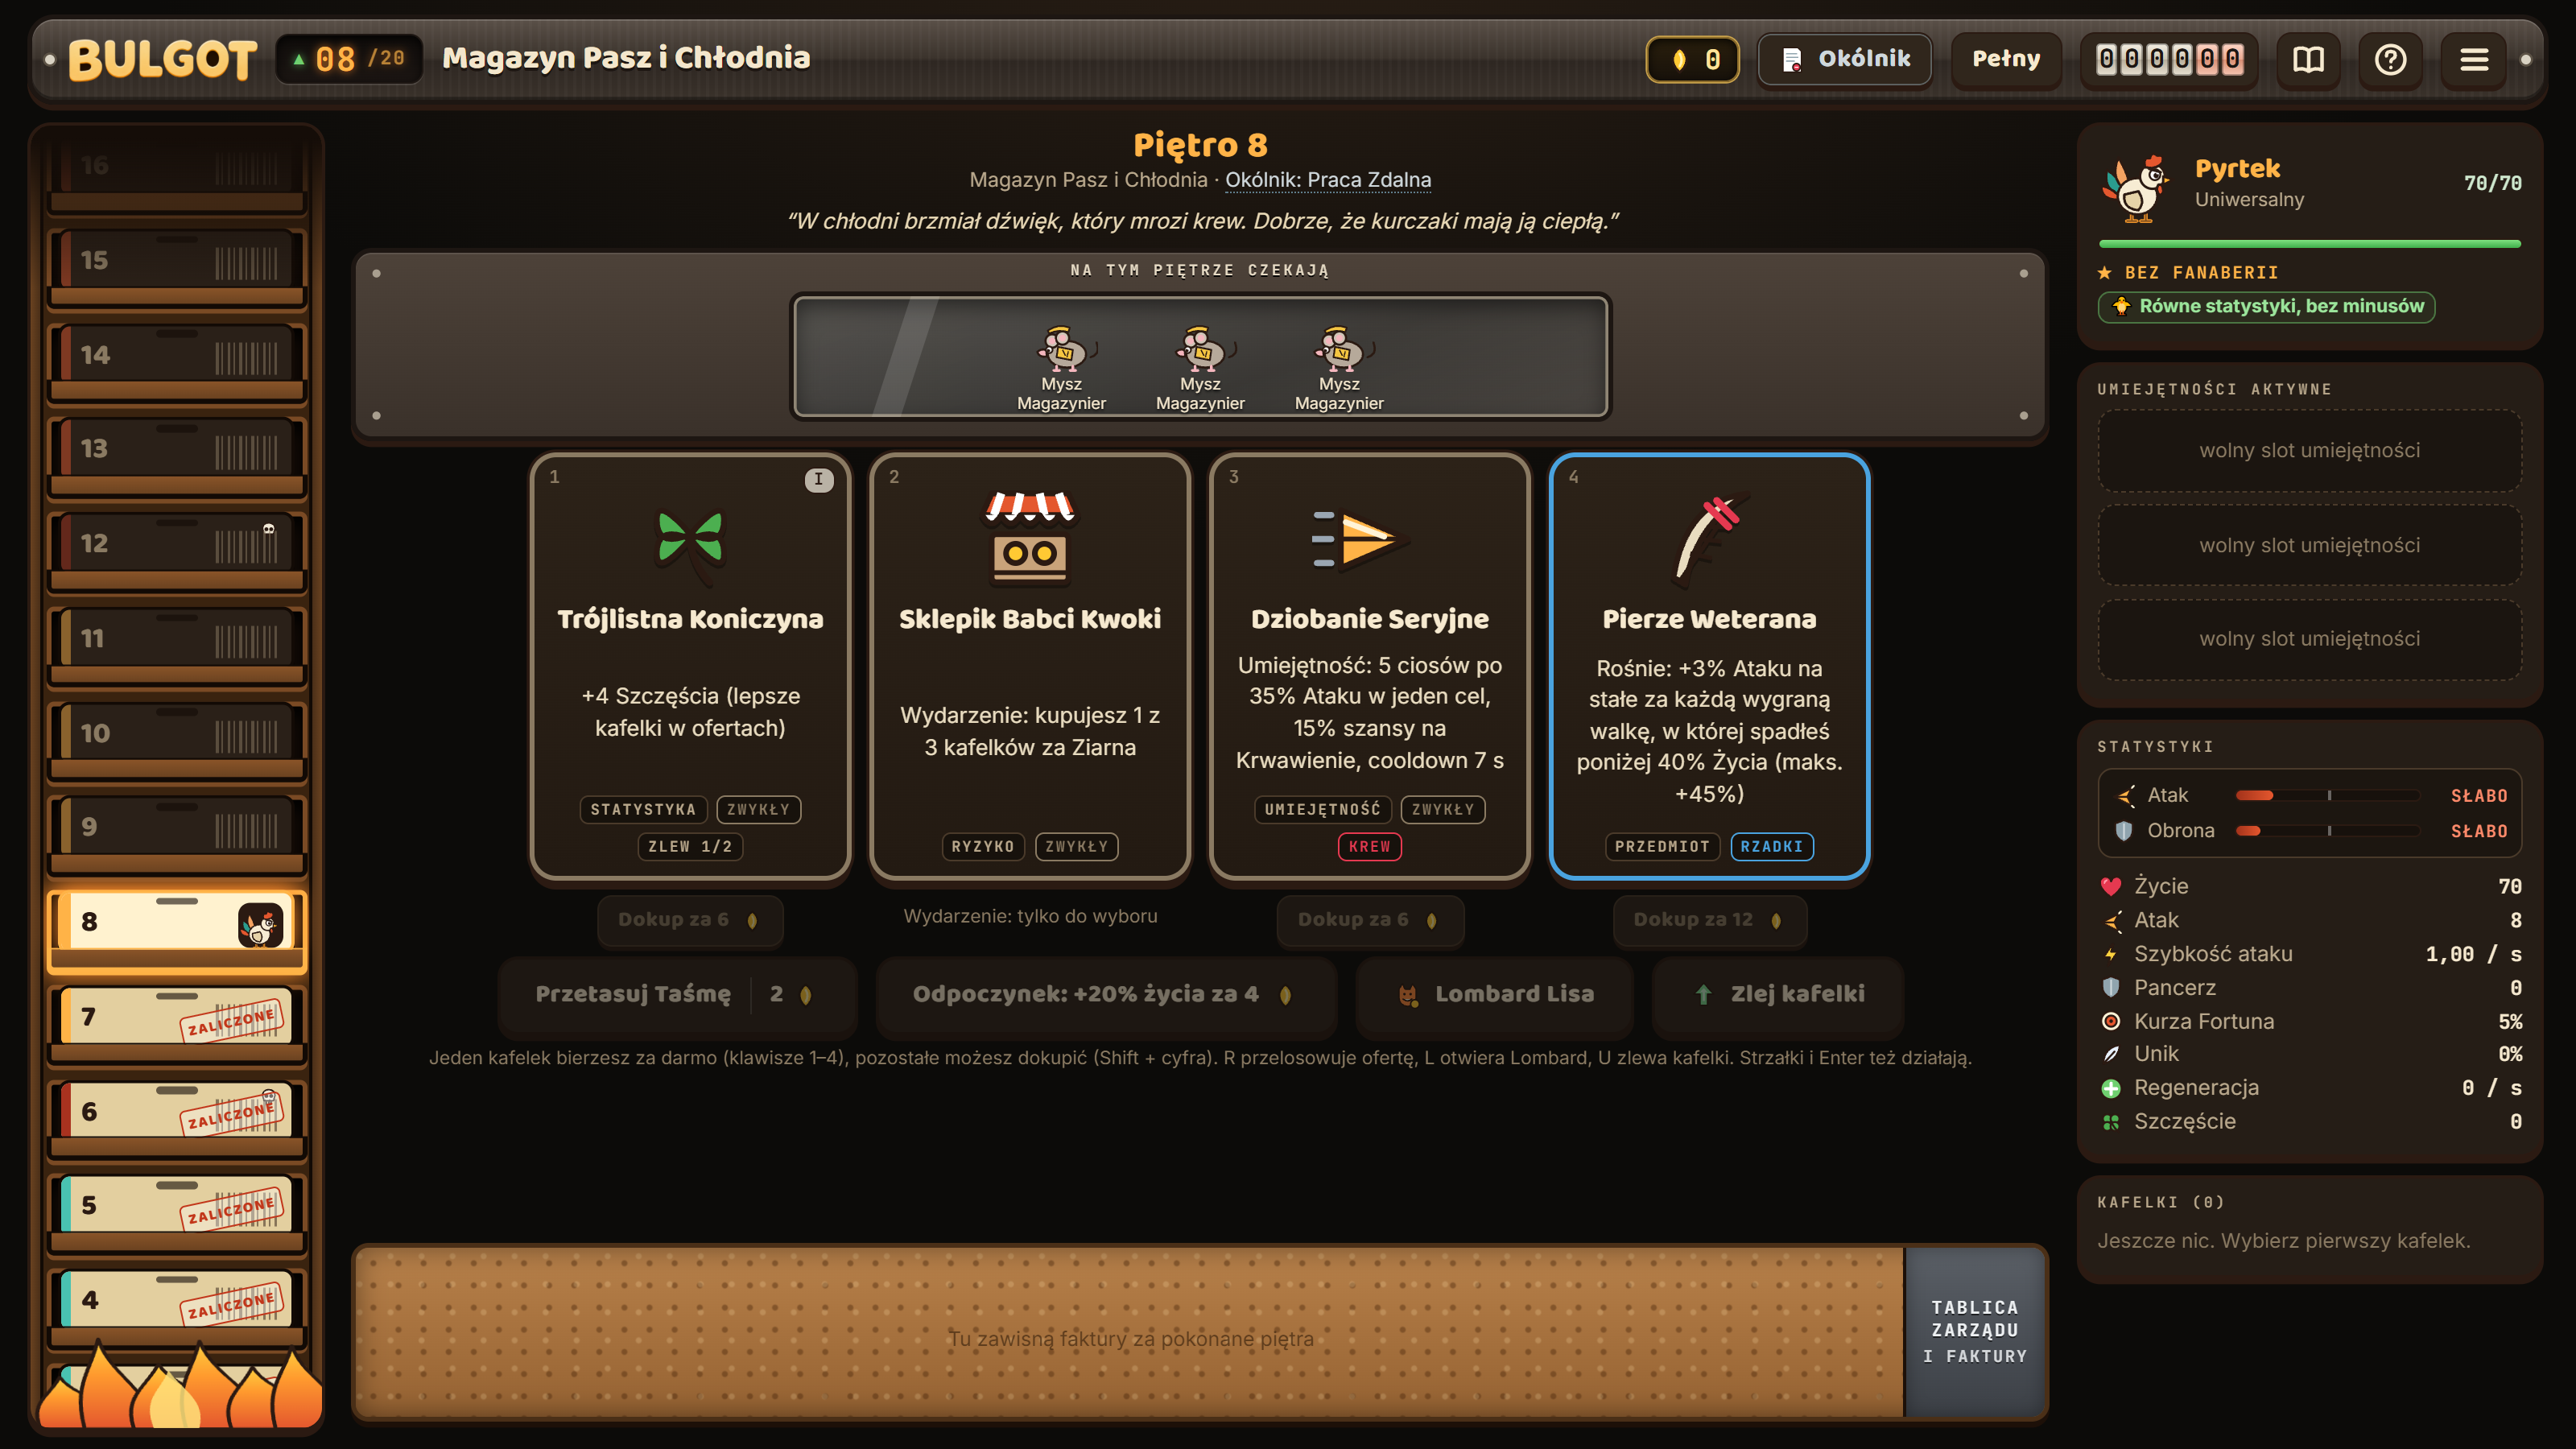 BULGOT
▲ 08 /20
Magazyn Pasz i Chłodnia
0
Okólnik
Pełny
000000
16
15
14
13
12
11
10
9
8
7
ZALICZONE
6
ZALICZONE
5
ZALICZONE
4
ZALICZONE
Piętro 8
Magazyn Pasz i Chłodnia · Okólnik: Praca Zdalna
“W chłodni brzmiał dźwięk, który mrozi krew. Dobrze, że kurczaki mają ją ciepłą.”
NA TYM PIĘTRZE CZEKAJĄ
Mysz Magazynier
Mysz Magazynier
Mysz Magazynier
1
I
Trójlistna Koniczyna
+4 Szczęścia (lepsze
kafelki w ofertach)
STATYSTYKA ZWYKŁY
ZLEW 1/2
Dokup za 6
2
Sklepik Babci Kwoki
Wydarzenie: kupujesz 1 z
3 kafelków za Ziarna
RYZYKO ZWYKŁY
Wydarzenie: tylko do wyboru
3
Dziobanie Seryjne
Umiejętność: 5 ciosów po
35% Ataku w jeden cel,
15% szansy na
Krwawienie, cooldown 7 s
UMIEJĘTNOŚĆ ZWYKŁY
KREW
Dokup za 6
4
Pierze Weterana
Rośnie: +3% Ataku na
stałe za każdą wygraną
walkę, w której spadłeś
poniżej 40% Życia (maks.
+45%)
PRZEDMIOT RZADKI
Dokup za 12
Przetasuj Taśmę 2
Odpoczynek: +20% życia za 4
Lombard Lisa
Zlej kafelki
Jeden kafelek bierzesz za darmo (klawisze 1–4), pozostałe możesz dokupić (Shift + cyfra). R przelosowuje ofertę, L otwiera Lombard, U zlewa kafelki. Strzałki i Enter też działają.
Tu zawisną faktury za pokonane piętra
TABLICA
ZARZĄDU
I FAKTURY
Pyrtek
Uniwersalny
70/70
★ BEZ FANABERII
Równe statystyki, bez minusów
UMIEJĘTNOŚCI AKTYWNE
wolny slot umiejętności
wolny slot umiejętności
wolny slot umiejętności
STATYSTYKI
Atak SŁABO
Obrona SŁABO
Życie 70
Atak 8
Szybkość ataku 1,00 / s
Pancerz 0
Kurza Fortuna 5%
Unik 0%
Regeneracja 0 / s
Szczęście 0
KAFELKI (0)
Jeszcze nic. Wybierz pierwszy kafelek.